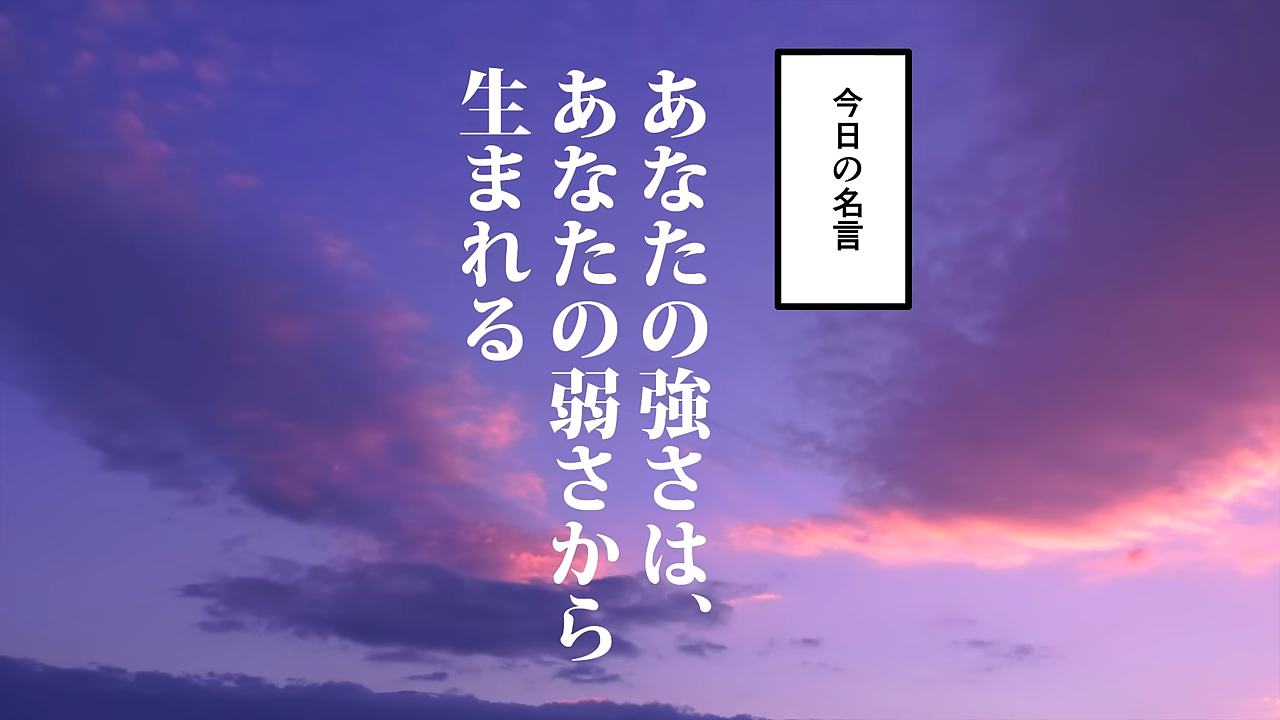 今日の名言
あなたの強さは、
あなたの弱さから
生まれる